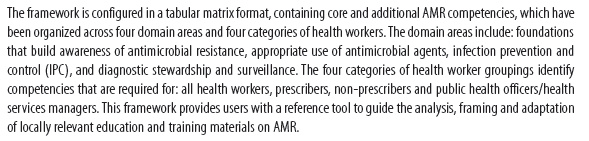 The framework is configured in a tabular matrix format, containing core and additional AMR competencies, which have
been organized across four domain areas and four categories of health workers. The domain areas include: foundations
that build awareness of antimicrobial resistance, appropriate use of antimicrobial agents, infection prevention and
control (IPC), and diagnostic stewardship and surveillance. The four categories of health worker groupings identify
competencies that are required for: all health workers, prescribers, non-prescribers and public health officers/health
services managers. This framework provides users with a reference tool to guide the analysis, framing and adaptation
of locally relevant education and training materials on AMR.